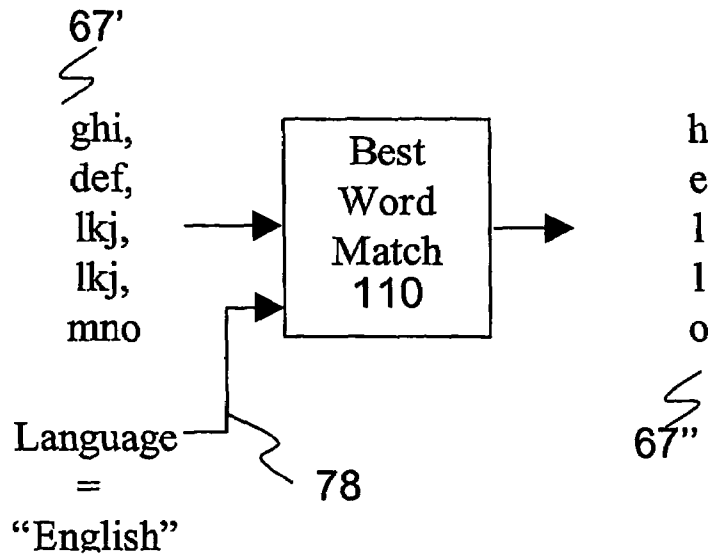 67'
ghi,
def,
lkj,
lkj,
mno
Language
=
“English”
78
Best
Word
Match
110
h
e
l
l
o
67''